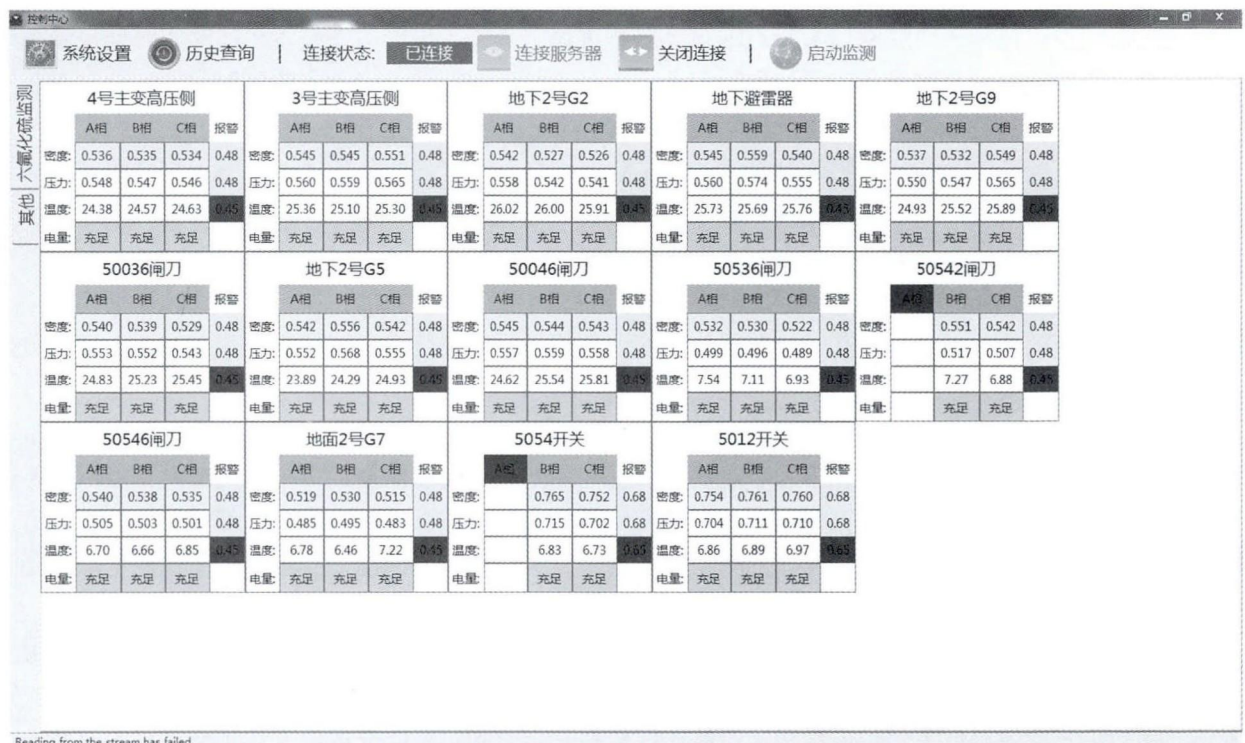 控制中心
系统设置 历史查询 | 连接状态: 已连接 连接服务器 关闭连接 | 启动监测
六氟化硫监测
其他
4号主变高压侧 3号主变高压侧 地下2号G2 地下避雷器 地下2号G9
A相 B相 C相 报警 A相 B相 C相 报警 A相 B相 C相 报警 A相 B相 C相 报警 A相 B相 C相 报警
密度: 0.536 0.535 0.534 0.48 密度: 0.545 0.545 0.551 0.48 密度: 0.542 0.527 0.526 0.48 密度: 0.545 0.559 0.540 0.48 密度: 0.537 0.532 0.549 0.48
压力: 0.548 0.547 0.546 0.48 压力: 0.560 0.559 0.565 0.48 压力: 0.558 0.542 0.541 0.48 压力: 0.560 0.574 0.555 0.48 压力: 0.550 0.547 0.565 0.48
温度: 24.38 24.57 24.63 0.45 温度: 25.36 25.10 25.30 0.45 温度: 26.02 26.00 25.91 0.45 温度: 25.73 25.69 25.76 0.45 温度: 24.93 25.52 25.89 0.45
电量: 充足 充足 充足 电量: 充足 充足 充足 电量: 充足 充足 充足 电量: 充足 充足 充足 电量: 充足 充足 充足
50036闸刀 地下2号G5 50046闸刀 50536闸刀 50542闸刀
A相 B相 C相 报警 A相 B相 C相 报警 A相 B相 C相 报警 A相 B相 C相 报警 A相 B相 C相 报警
密度: 0.540 0.539 0.529 0.48 密度: 0.542 0.556 0.542 0.48 密度: 0.545 0.544 0.543 0.48 密度: 0.532 0.530 0.522 0.48 密度: 0.551 0.542 0.48
压力: 0.553 0.552 0.543 0.48 压力: 0.552 0.568 0.555 0.48 压力: 0.557 0.559 0.558 0.48 压力: 0.499 0.496 0.489 0.48 压力: 0.517 0.507 0.48
温度: 24.83 25.23 25.45 0.45 温度: 23.89 24.29 24.93 0.45 温度: 24.62 25.54 25.81 0.45 温度: 7.54 7.11 6.93 0.45 温度: 7.27 6.88 0.45
电量: 充足 充足 充足 电量: 充足 充足 充足 电量: 充足 充足 充足 电量: 充足 充足 充足 电量: 充足 充足
50546闸刀 地面2号G7 5054开关 5012开关
A相 B相 C相 报警 A相 B相 C相 报警 A相 B相 C相 报警 A相 B相 C相 报警
密度: 0.540 0.538 0.535 0.48 密度: 0.519 0.530 0.515 0.48 密度: 0.765 0.752 0.68 密度: 0.754 0.761 0.760 0.68
压力: 0.505 0.503 0.501 0.48 压力: 0.485 0.495 0.483 0.48 压力: 0.715 0.702 0.68 压力: 0.704 0.711 0.710 0.68
温度: 6.70 6.66 6.85 0.45 温度: 6.78 6.46 7.22 0.45 温度: 6.83 6.73 0.65 温度: 6.86 6.89 6.97 0.65
电量: 充足 充足 充足 电量: 充足 充足 充足 电量: 充足 充足 电量: 充足 充足 充足
Reading from the stream has failed